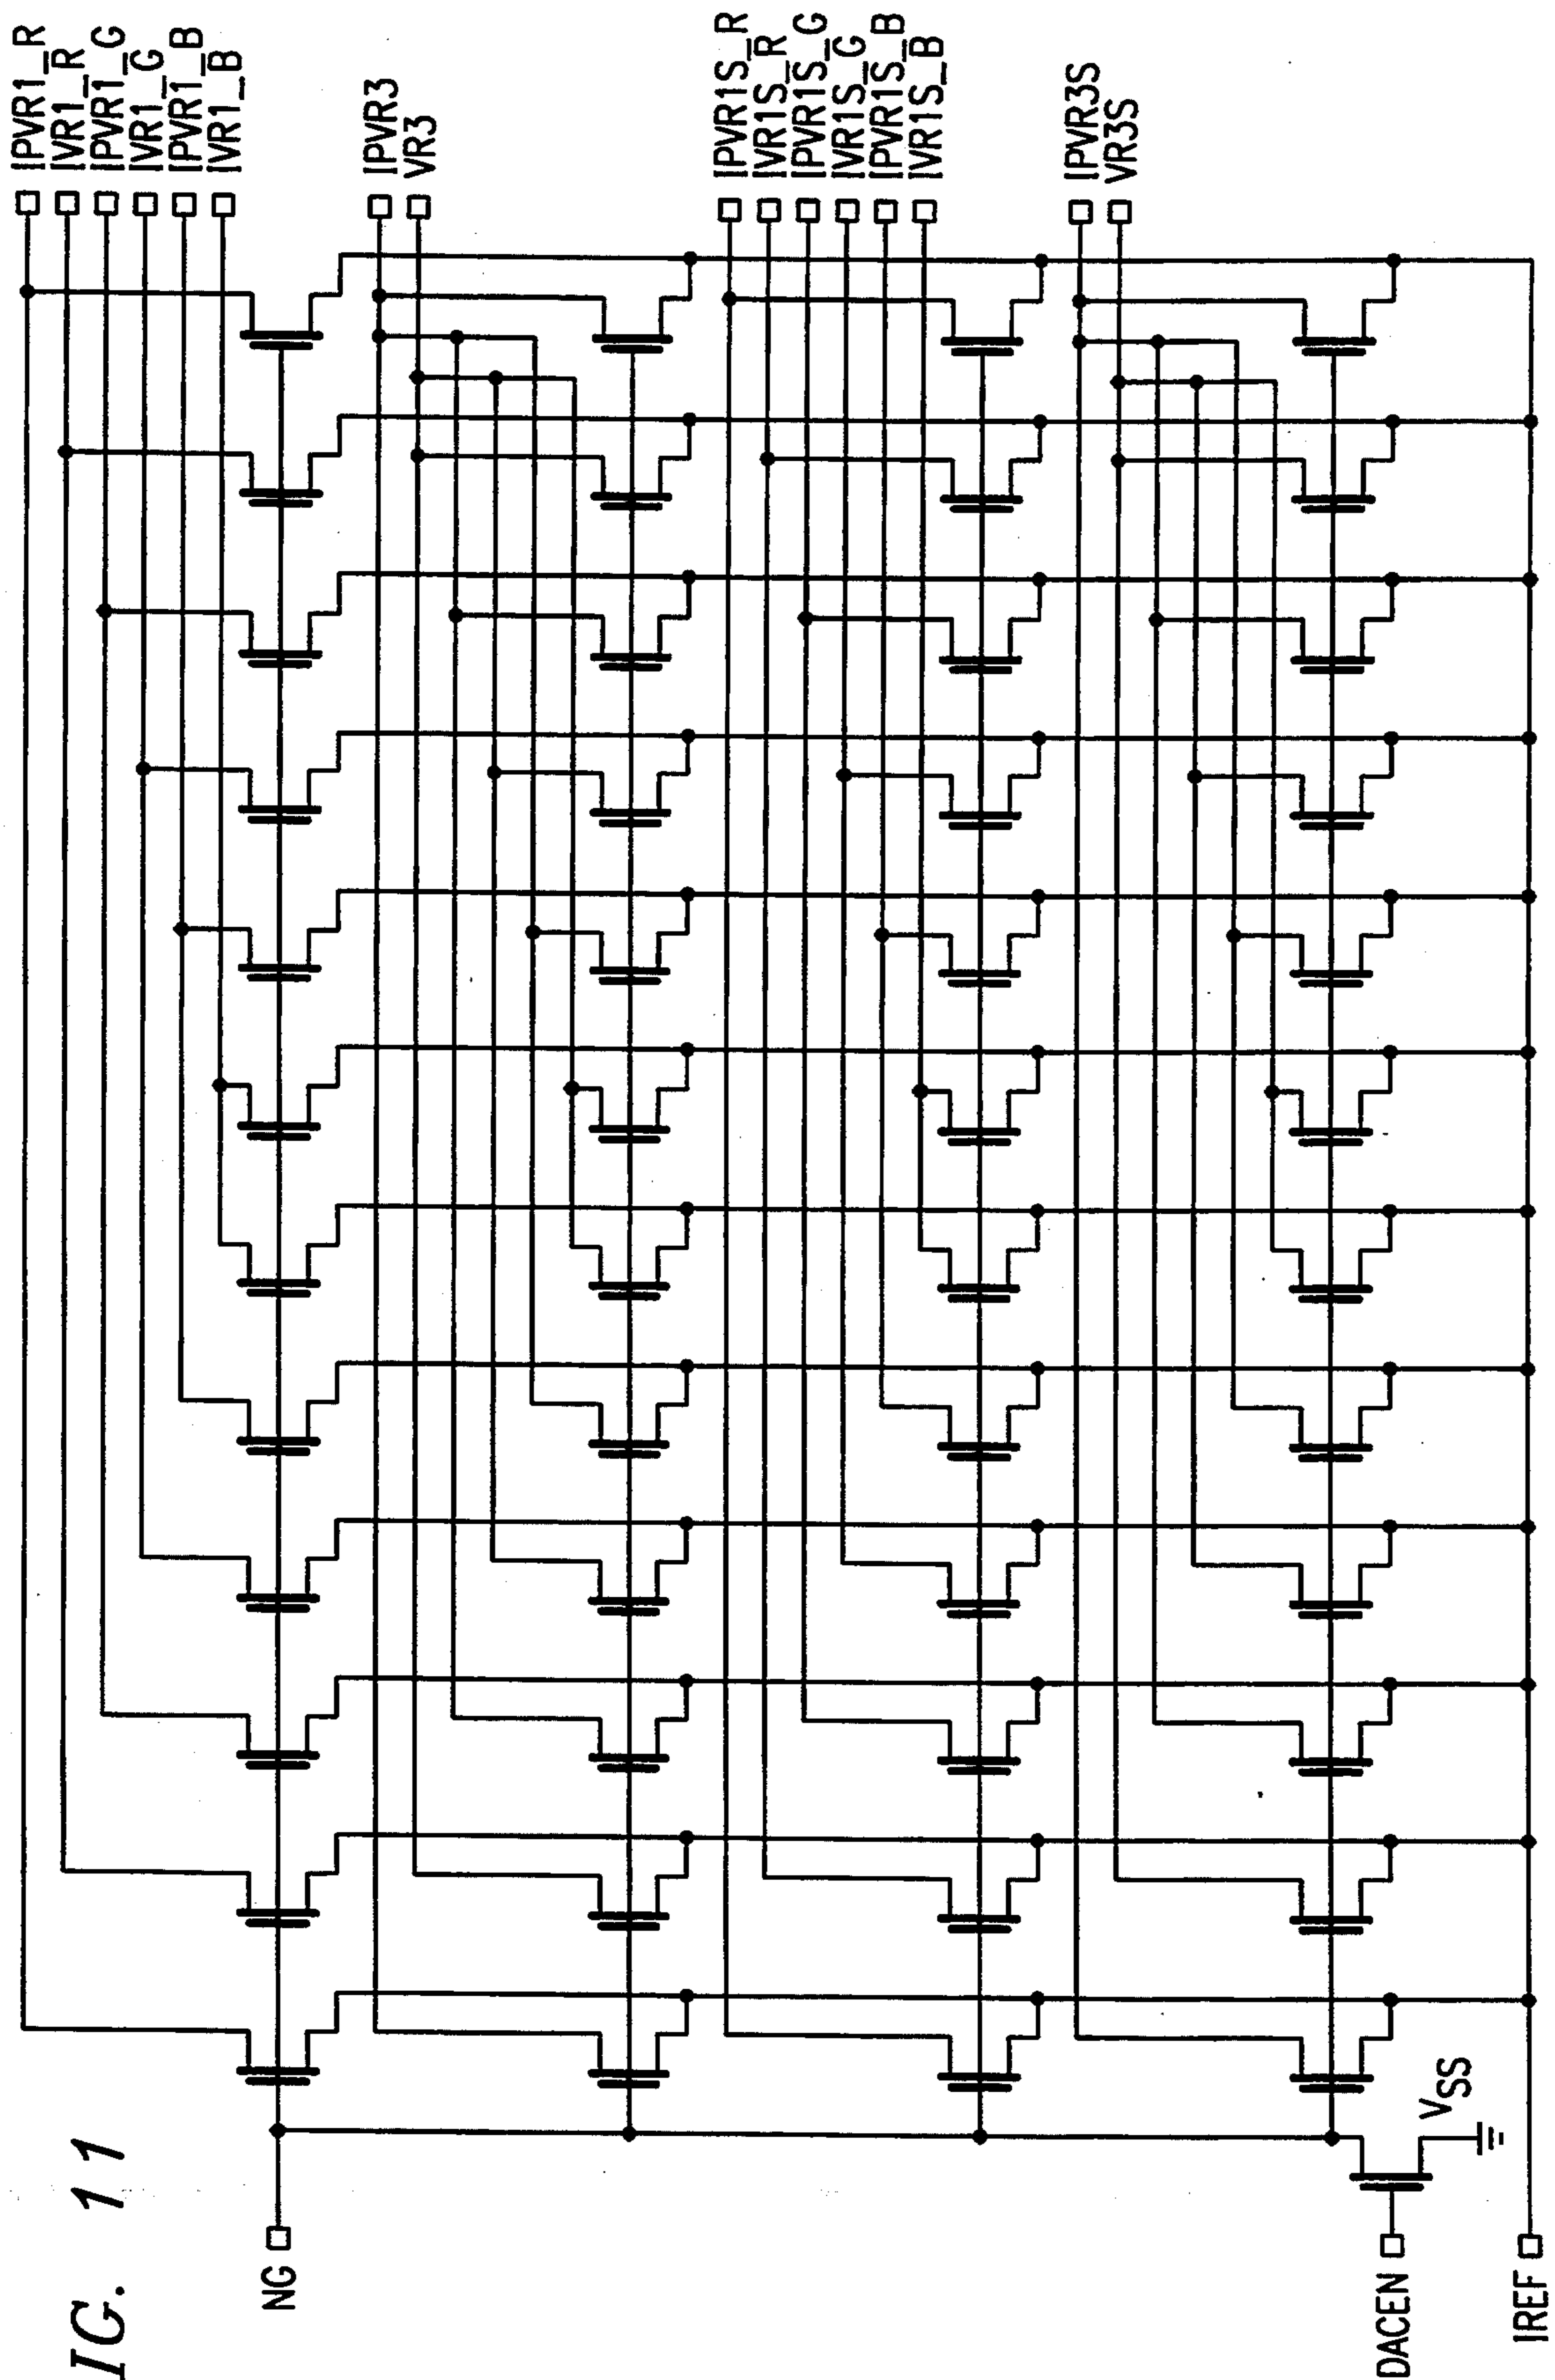 IPVR1_R
IVR1_R
IPVR1_G
IVR1_G
IPVR1_B
IVR1_B
IPVR3
VR3
IPVR1S_R
IVR1S_R
IPVR1S_G
IVR1S_G
IPVR1S_B
IVR1S_B
IPVR3S
VR3S
IG. 11
NG
VSS
DACEN
IREF